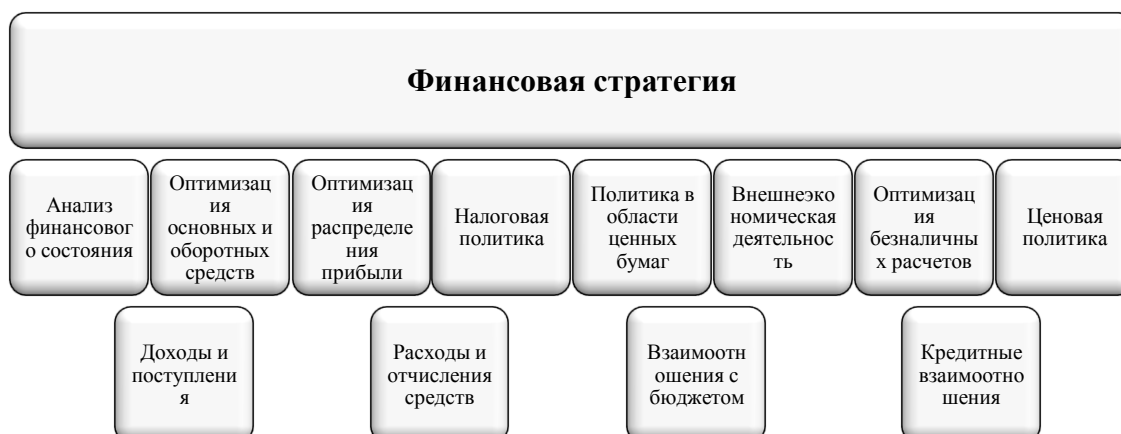 Финансовая стратегия
Анализ
финансовог
о состояния
Оптимизац
ия
основных и
оборотных
средств
Оптимизац
ия
распределе
ния
прибыли
Налоговая
политика
Политика в
области
ценных
бумаг
Внешнеэко
номическая
деятельнос
ть
Оптимизац
ия
безналичны
х расчетов
Ценовая
политика
Доходы и
поступлени
я
Расходы и
отчисления
средств
Взаимоотн
ошения с
бюджетом
Кредитные
взаимоотно
шения